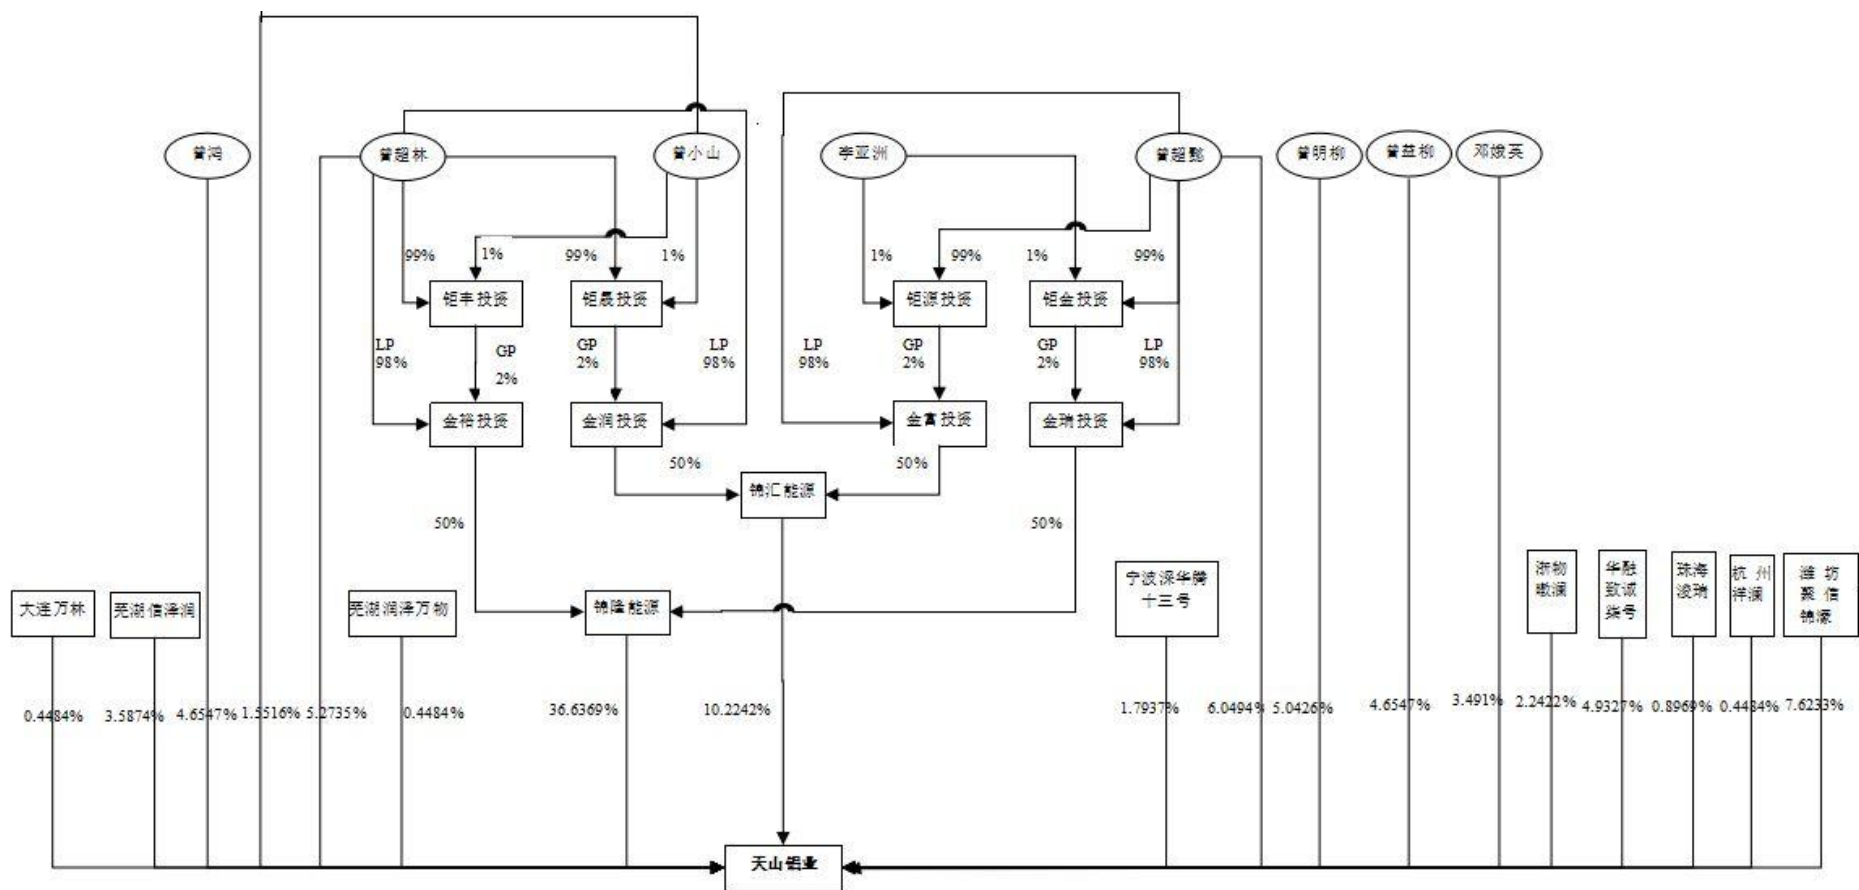 曾鸿
曾超林
曾小山
李亚洲
曾超懿
曾明柳
曾益柳
邓娥英
99%
1%
99%
1%
1%
99%
1%
99%
钜丰投资
钜晟投资
钜源投资
钜金投资
LP
98%
GP
2%
GP
2%
LP
98%
LP
98%
GP
2%
GP
2%
LP
98%
金裕投资
金润投资
金富投资
金瑞投资
50%
50%
锦汇能源
50%
50%
大连万林
芜湖信泽润
芜湖润泽万物
锦隆能源
宁波深华腾
十三号
浙物
暾澜
华融
致诚
柒号
珠海
浚瑞
杭州
祥澜
潍坊
聚信
锦濛
0.4484%
3.5874%
4.6547%
1.5516%
5.2735%
0.4484%
36.6369%
10.2242%
1.7937%
6.0494%
5.0426%
4.6547%
3.491%
2.2422%
4.9327%
0.8969%
0.4484%
7.6233%
天山铝业